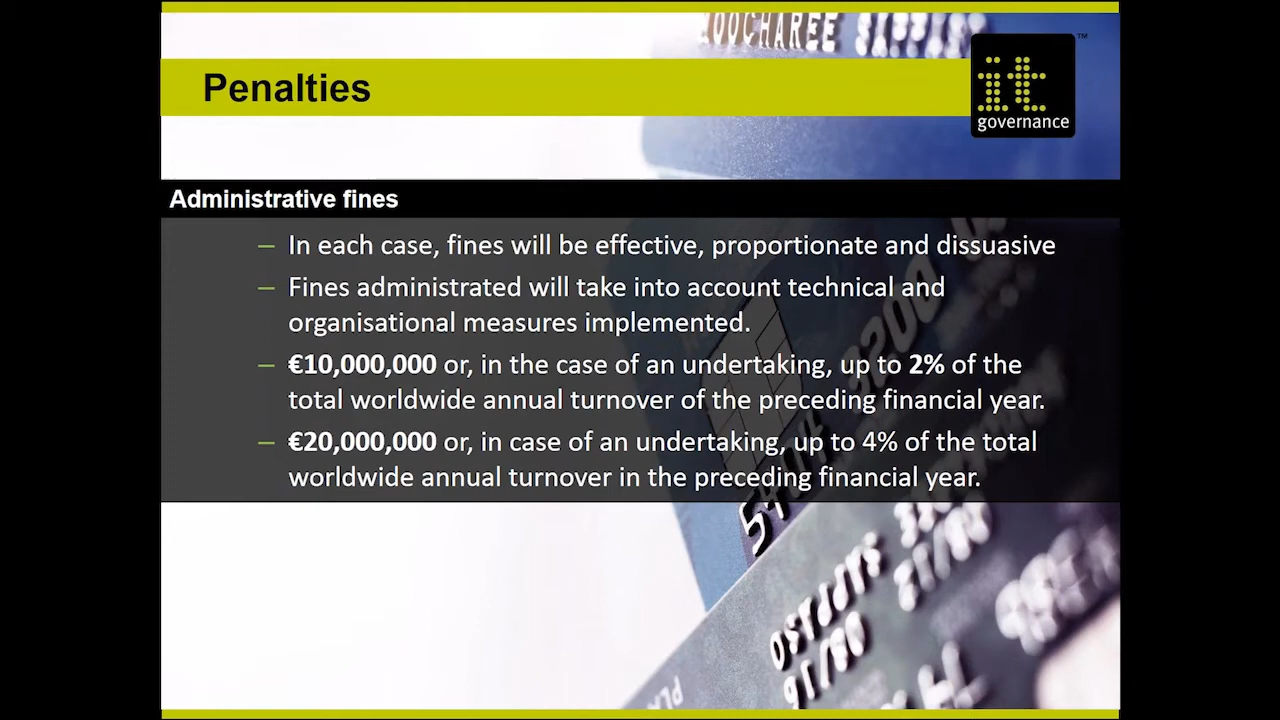 Penalties
it
governance
™
Administrative fines
– In each case, fines will be effective, proportionate and dissuasive
– Fines administrated will take into account technical and
organisational measures implemented.
– €10,000,000 or, in the case of an undertaking, up to 2% of the
total worldwide annual turnover of the preceding financial year.
– €20,000,000 or, in case of an undertaking, up to 4% of the total
worldwide annual turnover in the preceding financial year.